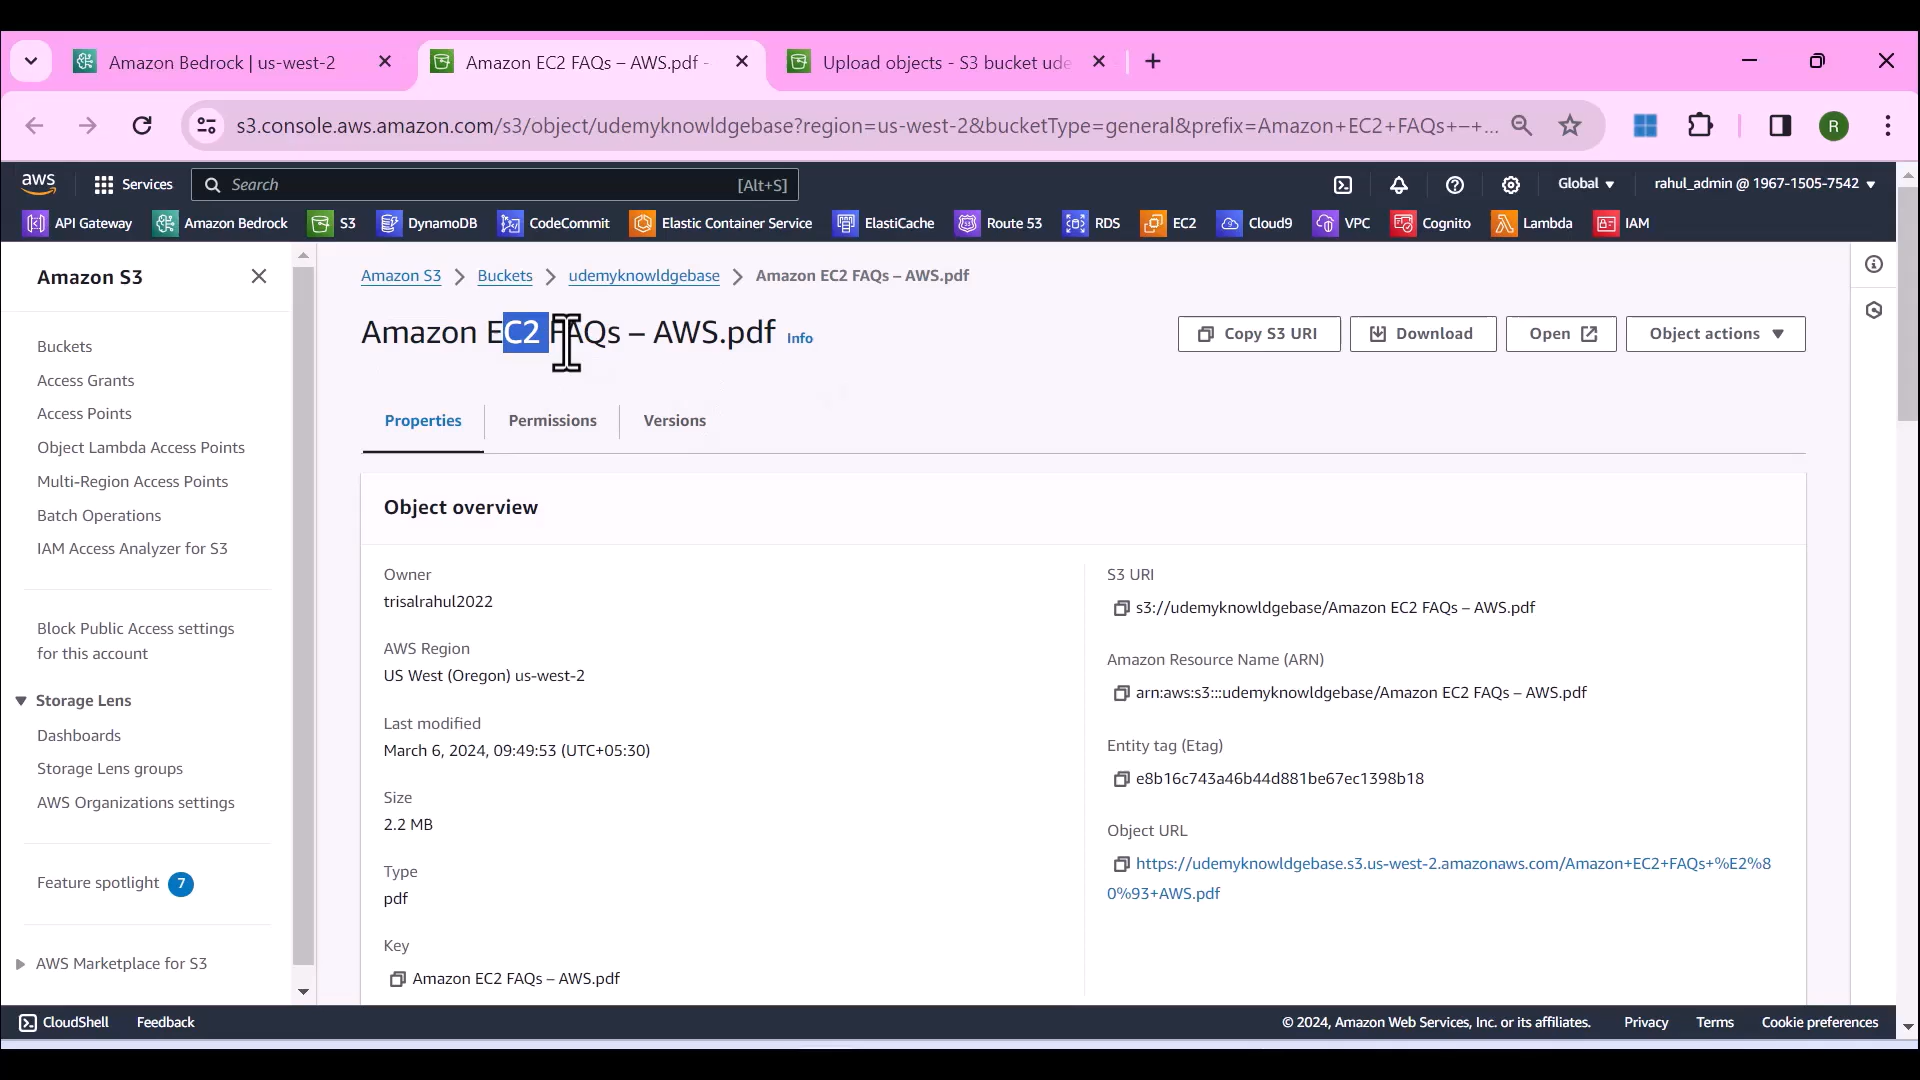 Amazon Bedrock | us-west-2
Amazon EC2 FAQs – AWS.pdf -
Upload objects - S3 bucket ude
s3.console.aws.amazon.com/s3/object/udemyknowldgebase?region=us-west-2&bucketType=general&prefix=Amazon+EC2+FAQs+–+...
R
aws
Services
Search
[Alt+S]
Global
rahul_admin @ 1967-1505-7542
API Gateway
Amazon Bedrock
S3
DynamoDB
CodeCommit
Elastic Container Service
ElastiCache
Route 53
RDS
EC2
Cloud9
VPC
Cognito
Lambda
IAM
Amazon S3
Buckets
Access Grants
Access Points
Object Lambda Access Points
Multi-Region Access Points
Batch Operations
IAM Access Analyzer for S3
Block Public Access settings
for this account
Storage Lens
Dashboards
Storage Lens groups
AWS Organizations settings
Feature spotlight 7
AWS Marketplace for S3
Amazon S3 > Buckets > udemyknowldgebase > Amazon EC2 FAQs – AWS.pdf
Amazon EC2 FAQs – AWS.pdf Info
Copy S3 URI
Download
Open
Object actions
Properties
Permissions
Versions
Object overview
Owner
trisalrahul2022
AWS Region
US West (Oregon) us-west-2
Last modified
March 6, 2024, 09:49:53 (UTC+05:30)
Size
2.2 MB
Type
pdf
Key
Amazon EC2 FAQs – AWS.pdf
S3 URI
s3://udemyknowldgebase/Amazon EC2 FAQs – AWS.pdf
Amazon Resource Name (ARN)
arn:aws:s3:::udemyknowldgebase/Amazon EC2 FAQs – AWS.pdf
Entity tag (Etag)
e8b16c743a46b44d881be67ec1398b18
Object URL
https://udemyknowldgebase.s3.us-west-2.amazonaws.com/Amazon+EC2+FAQs+%E2%8
0%93+AWS.pdf
CloudShell
Feedback
© 2024, Amazon Web Services, Inc. or its affiliates.
Privacy
Terms
Cookie preferences